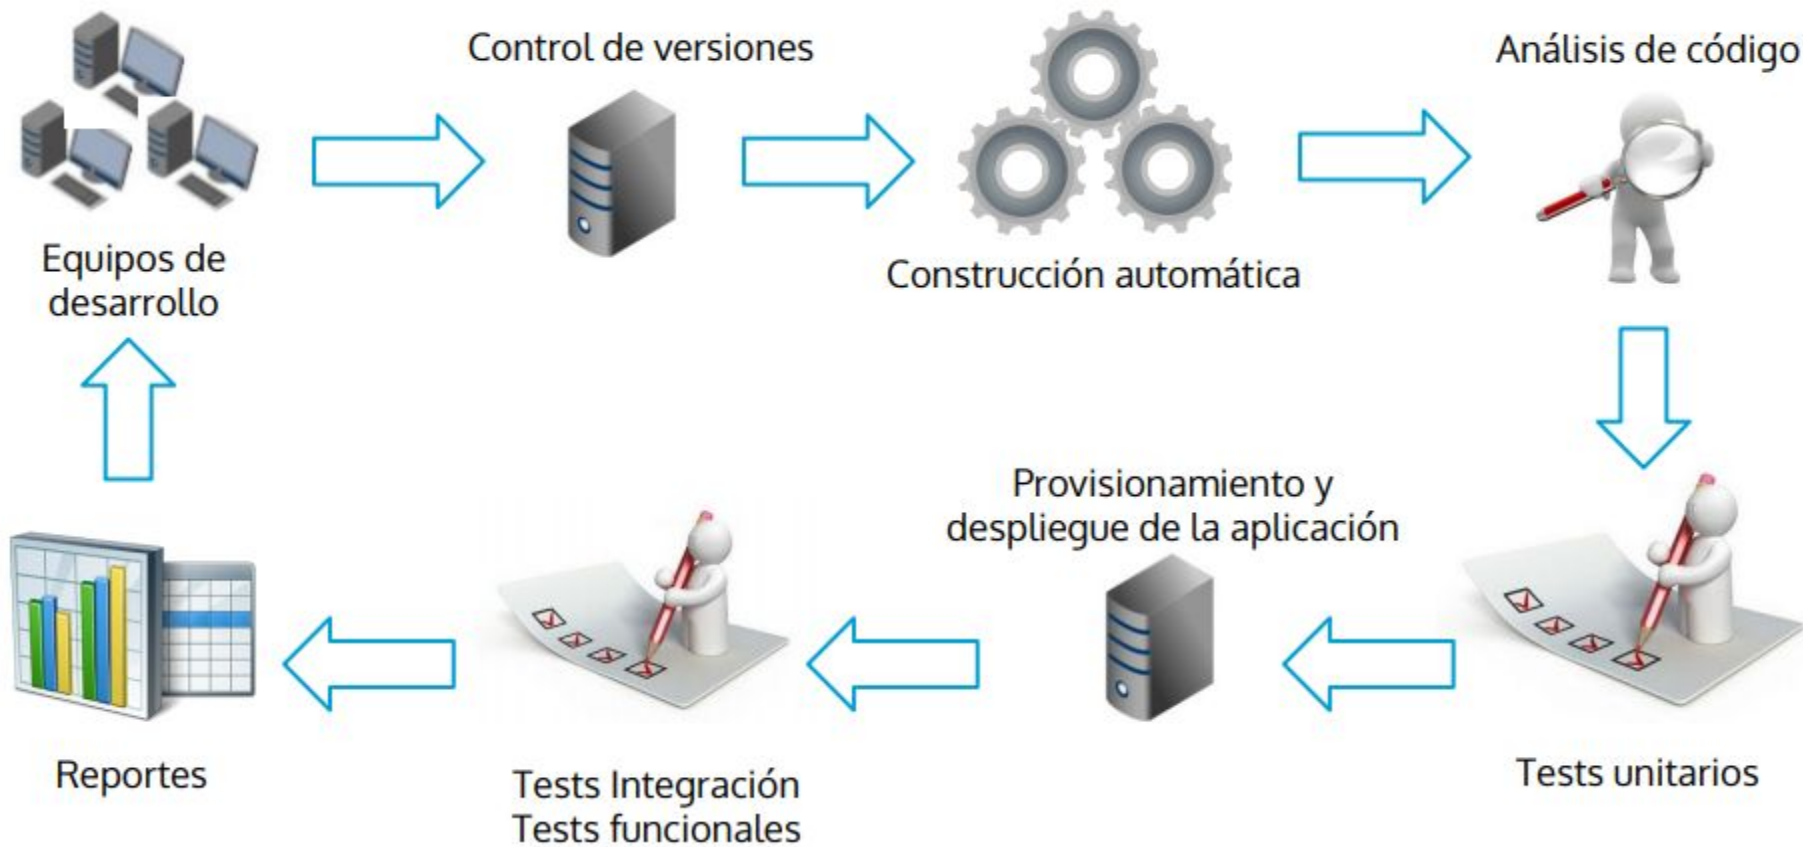 Equipos de
desarrollo
Control de versiones
Construcción automática
Análisis de código
Tests unitarios
Provisionamiento y
despliegue de la aplicación
Tests Integración
Tests funcionales
Reportes